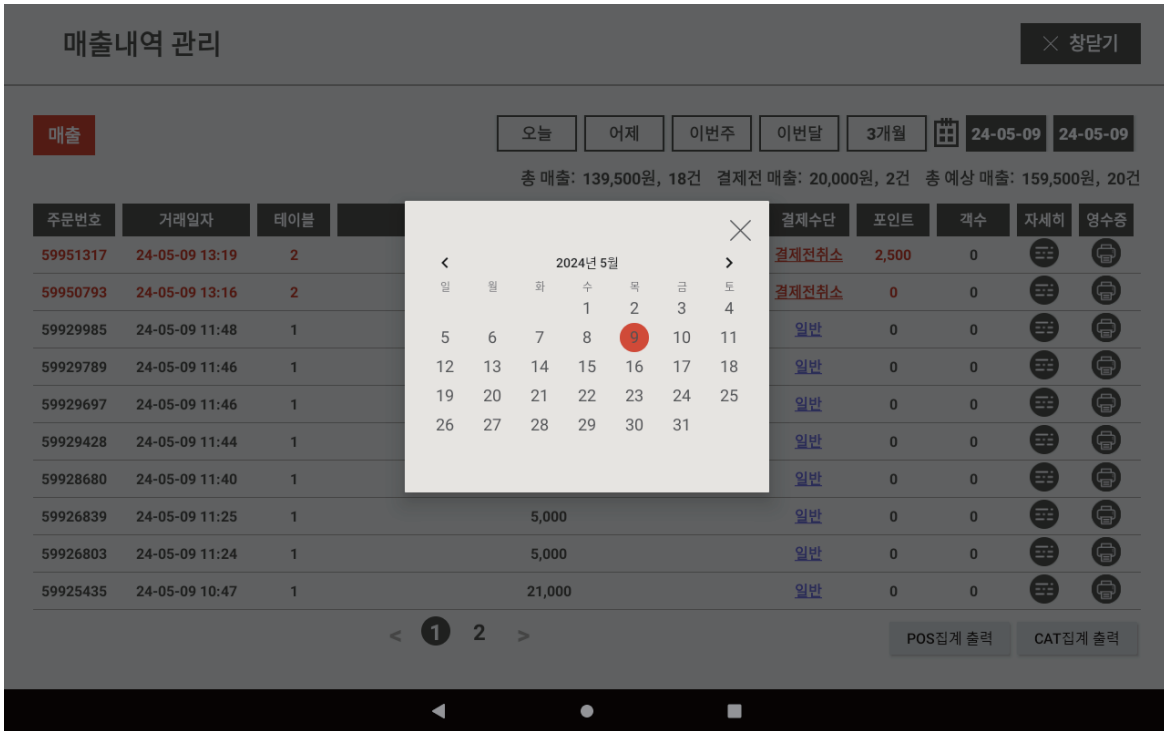 매출내역 관리
창닫기
매출 오늘 어제 이번주 이번달 3개월 24-05-09 24-05-09
총 매출: 139,500원, 18건 결제전 매출: 20,000원, 2건 총 예상 매출: 159,500원, 20건
주문번호 거래일자 테이블 결제수단 포인트 객수 자세히 영수증
59951317 24-05-09 13:19 2 결제전취소 2,500 0
59950793 24-05-09 13:16 2 결제전취소 0 0
59929985 24-05-09 11:48 1 일반 0 0
59929789 24-05-09 11:46 1 일반 0 0
59929697 24-05-09 11:46 1 일반 0 0
59929428 24-05-09 11:44 1 일반 0 0
59928680 24-05-09 11:40 1 일반 0 0
59926839 24-05-09 11:25 1 5,000 일반 0 0
59926803 24-05-09 11:24 1 5,000 일반 0 0
59925435 24-05-09 10:47 1 21,000 일반 0 0
2024년 5월
일 월 화 수 목 금 토
1 2 3 4
5 6 7 8 9 10 11
12 13 14 15 16 17 18
19 20 21 22 23 24 25
26 27 28 29 30 31
< 1 2 >
POS집계 출력 CAT집계 출력